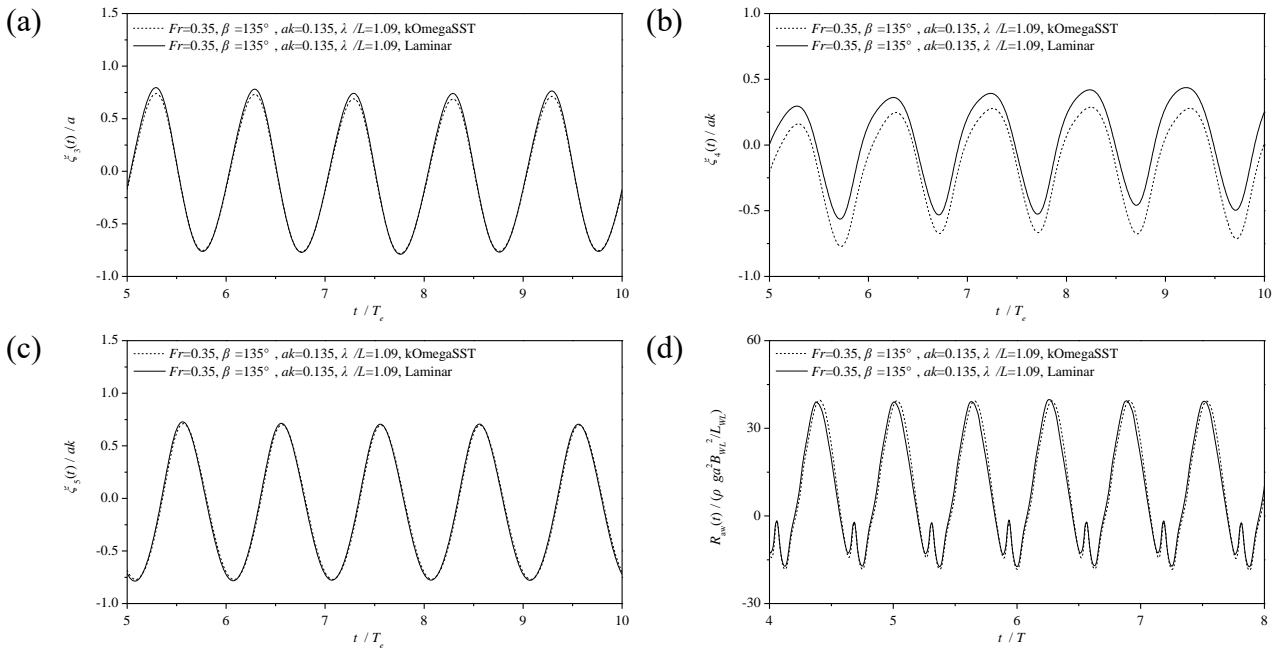 (a)
Fr=0.35, β =135° , ak=0.135, λ /L=1.09, kOmegaSST
Fr=0.35, β =135° , ak=0.135, λ /L=1.09, Laminar
1.5
1.0
0.5
0.0
-0.5
-1.0
ξ3(t) / a
5 6 7 8 9 10
t / Te
(b)
Fr=0.35, β =135° , ak=0.135, λ /L=1.09, kOmegaSST
Fr=0.35, β =135° , ak=0.135, λ /L=1.09, Laminar
1.0
0.5
0.0
-0.5
-1.0
ξ4(t) / ak
5 6 7 8 9 10
t / Te
(c)
Fr=0.35, β =135° , ak=0.135, λ /L=1.09, kOmegaSST
Fr=0.35, β =135° , ak=0.135, λ /L=1.09, Laminar
1.5
1.0
0.5
0.0
-0.5
-1.0
ξ5(t) / ak
5 6 7 8 9 10
t / Te
(d)
Fr=0.35, β =135° , ak=0.135, λ /L=1.09, kOmegaSST
Fr=0.35, β =135° , ak=0.135, λ /L=1.09, Laminar
60
30
0
-30
Raw(t) / (ρ ga²BWL²/LWL)
4 5 6 7 8
t / T